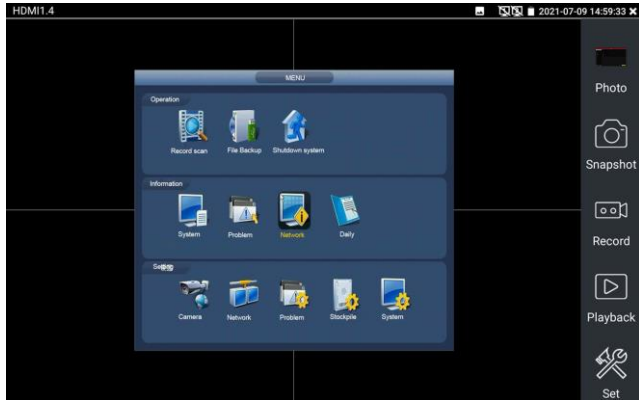 HDMI1.4
2021-07-09 14:59:33
MENU
Operation
Record scan
File Backup
Shutdown system
Information
System
Problem
Network
Daily
Camera
Network
Problem
Stockpile
System
Photo
Snapshot
Record
Playback
Set